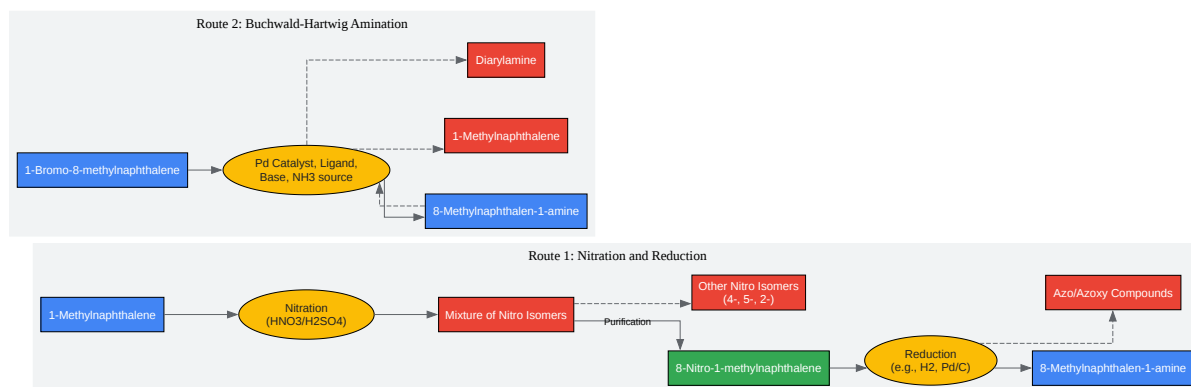 Route 2: Buchwald-Hartwig Amination
Diarylamine
1-Methylnaphthalene
1-Bromo-8-methylnaphthalene
Pd Catalyst, Ligand,
Base, NH3 source
8-Methylnaphthalen-1-amine
Route 1: Nitration and Reduction
1-Methylnaphthalene
Nitration
(HNO3/H2SO4)
Mixture of Nitro Isomers
Other Nitro Isomers
(4-, 5-, 2-)
Purification
8-Nitro-1-methylnaphthalene
Reduction
(e.g., H2, Pd/C)
Azo/Azoxy Compounds
8-Methylnaphthalen-1-amine